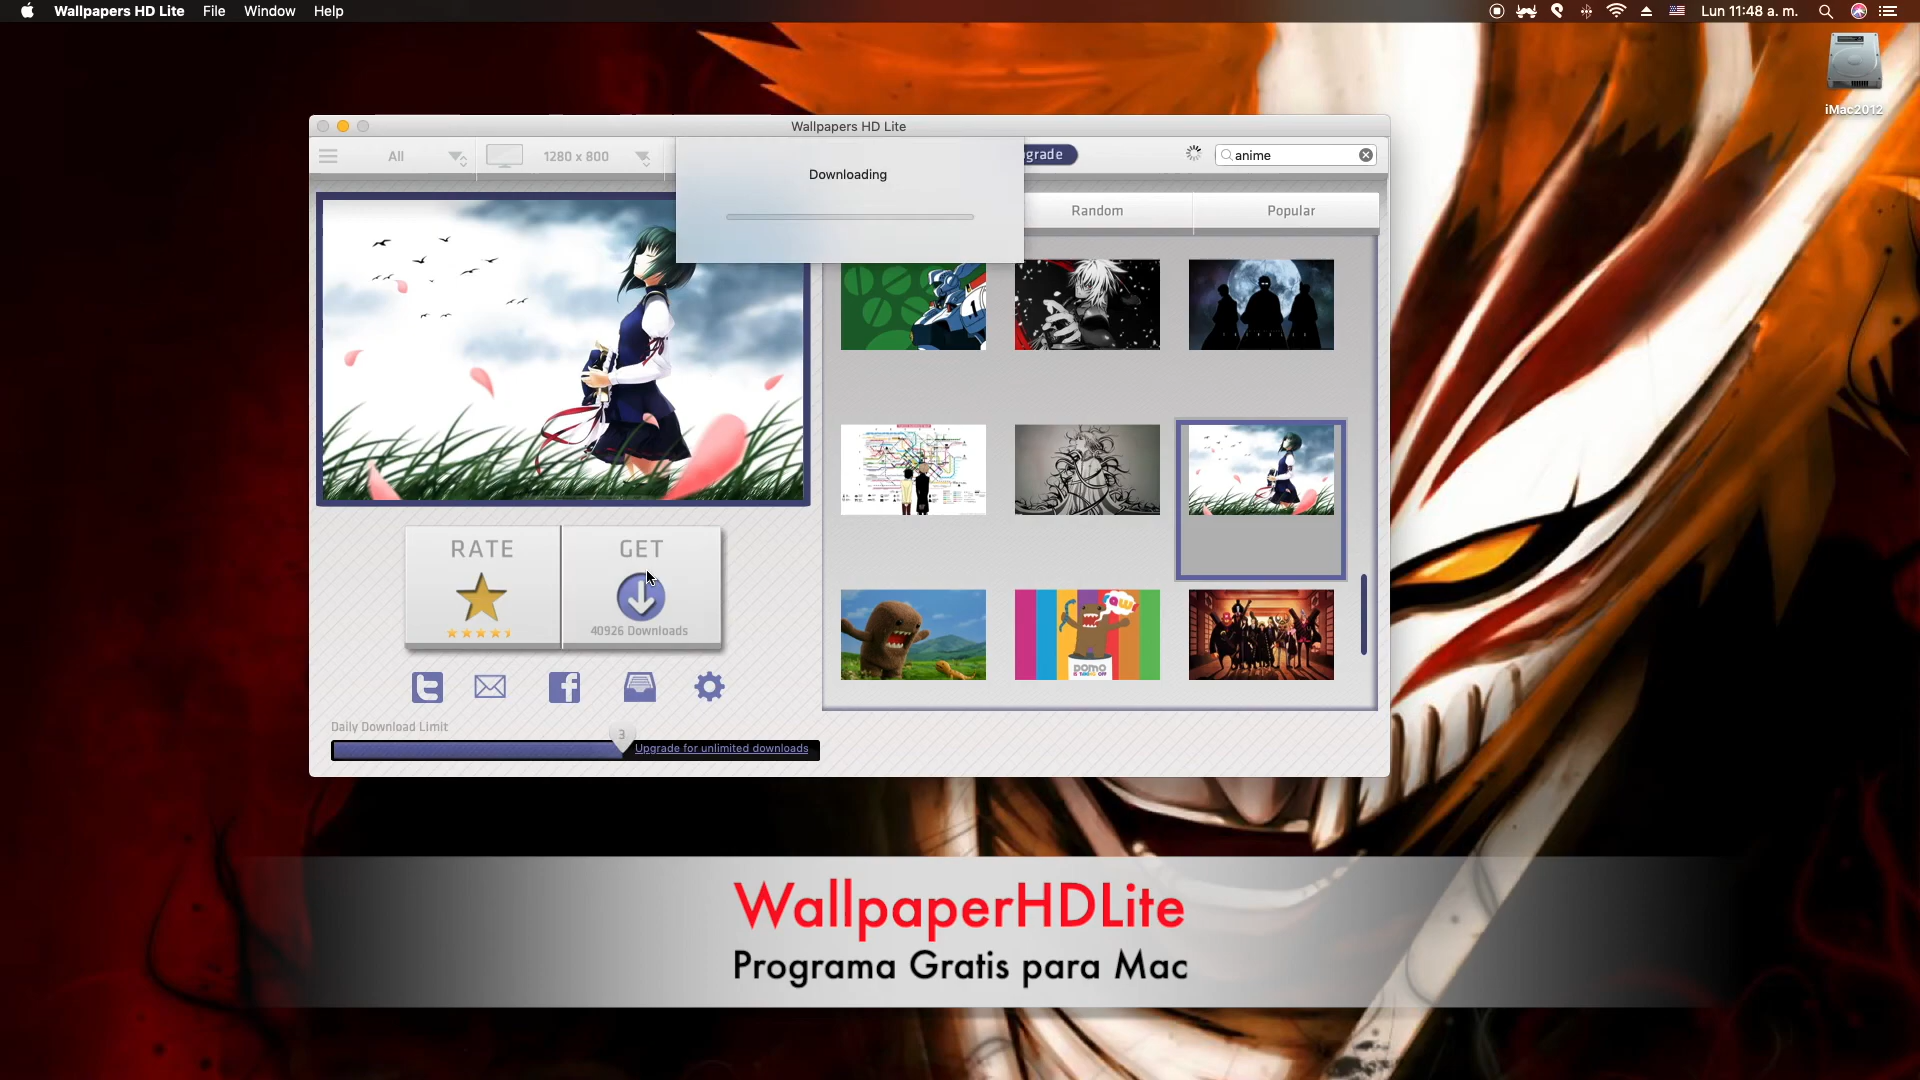 Wallpapers HD Lite File Window Help
Lun 11:48 a. m.
iMac2012
Wallpapers HD Lite
All
1280 x 800
grade
anime
Downloading
Random
Popular
RATE
GET
40926 Downloads
DOMO
Daily Download Limit
3
Upgrade for unlimited downloads
WallpaperHDLite
Programa Gratis para Mac